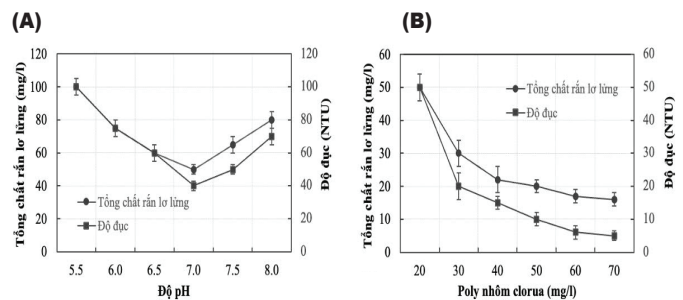 (A)
Tổng chất rắn lơ lửng (mg/l)
120
100
80
60
40
20
0
Tổng chất rắn lơ lửng
Độ đục
5.5 6.0 6.5 7.0 7.5 8.0
Độ pH
120
100
80
60
40
20
0
Độ đục (NTU)
(B)
Tổng chất rắn lơ lửng (mg/l)
60
50
40
30
20
10
0
Tổng chất rắn lơ lửng
Độ đục
20 30 40 50 60 70
Poly nhôm clorua (mg/l)
60
50
40
30
20
10
0
Độ đục (NTU)